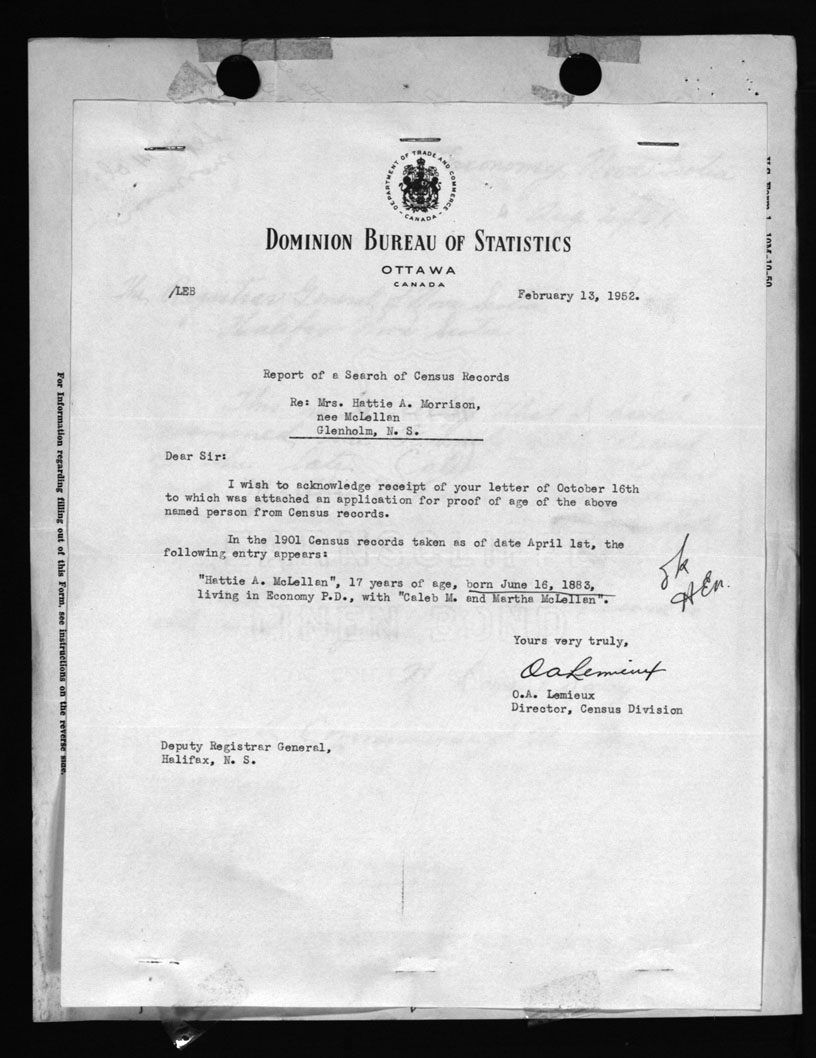 DEPARTMENT OF TRADE AND COMMERCE
- CANADA -
DOMINION BUREAU OF STATISTICS
OTTAWA
CANADA
/LEB
February 13, 1952.
Report of a Search of Census Records
Re: Mrs. Hattie A. Morrison,
nee McLellan
Glenholm, N. S.
Dear Sir:
I wish to acknowledge receipt of your letter of October 16th
to which was attached an application for proof of age of the above
named person from Census records.
In the 1901 Census records taken as of date April 1st, the
following entry appears:
"Hattie A. McLellan", 17 years of age, born June 16, 1883,
living in Economy P.D., with "Caleb M. and Martha McLellan".
Yours very truly,
OALemieux
O.A. Lemieux
Director, Census Division
Deputy Registrar General,
Halifax, N. S.
For Information regarding filling out of this Form, see instructions on the reverse side.